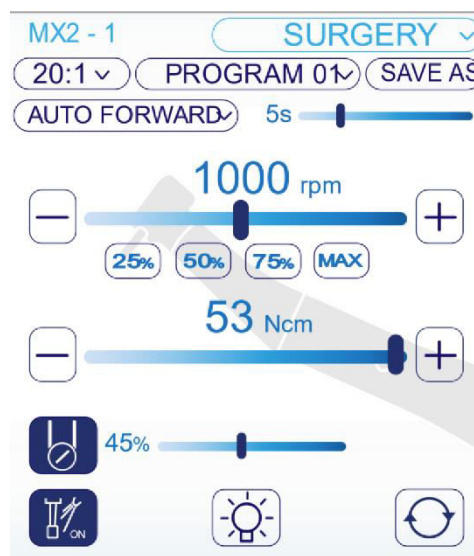 MX2 - 1 SURGERY
20:1 PROGRAM 01 SAVE AS
AUTO FORWARD 5s
1000 rpm
25% 50% 75% MAX
53 Ncm
45%
ON